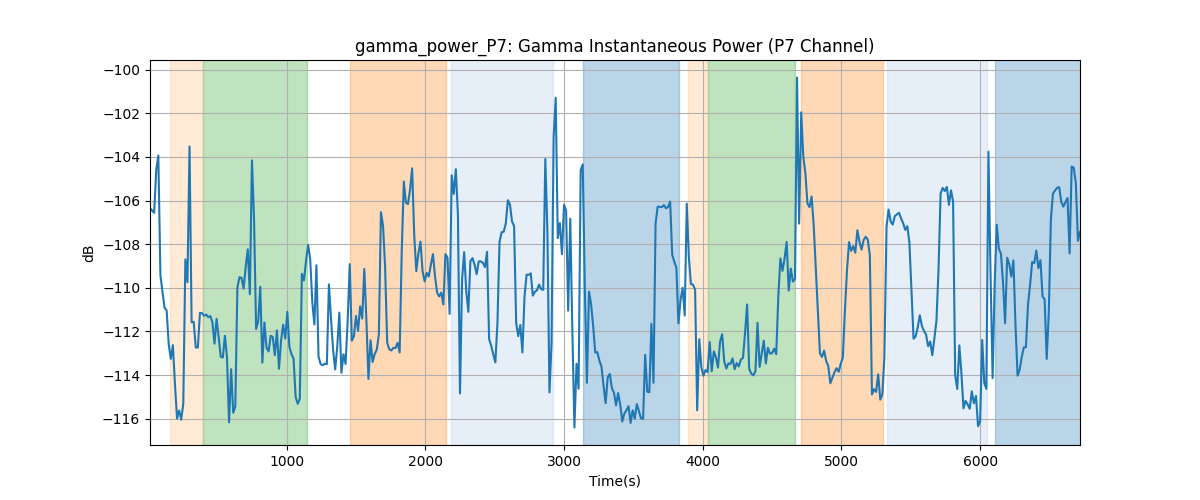 gamma_power_P7: Gamma Instantaneous Power (P7 Channel)
−100
−102
−104
−106
−108
−110
−112
−114
−116
dB
1000 2000 3000 4000 5000 6000
Time(s)